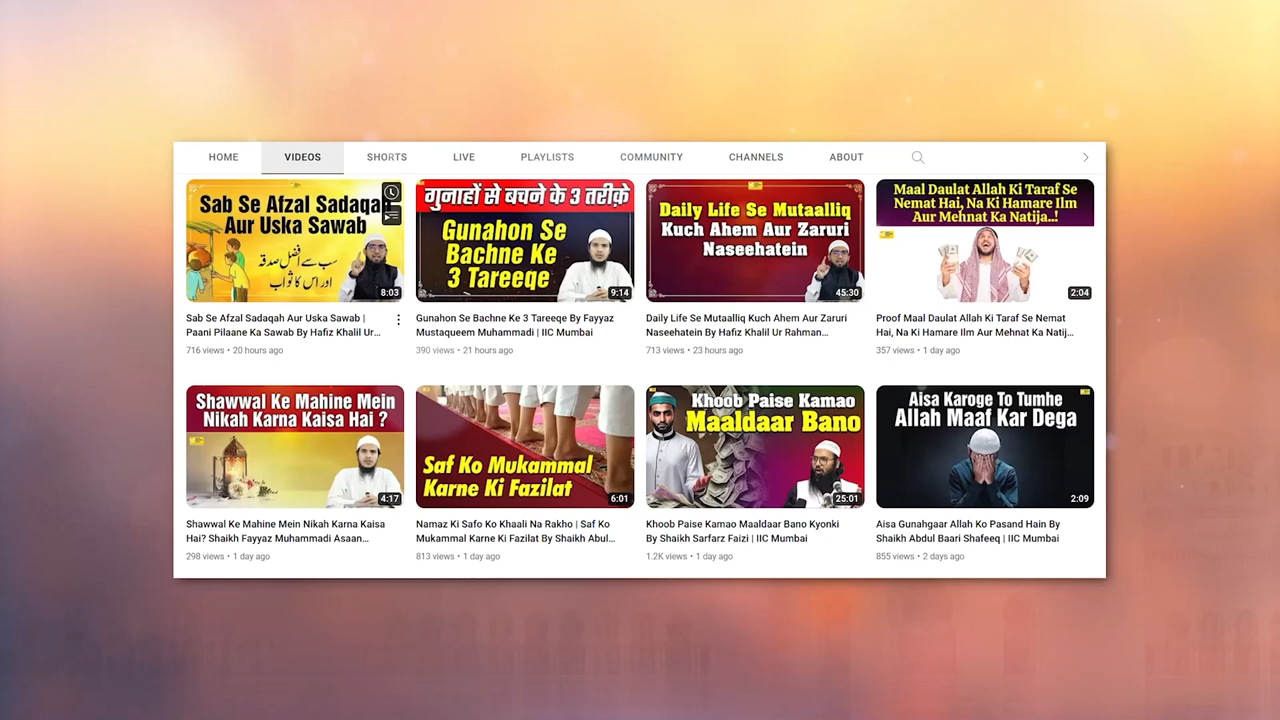 HOME
VIDEOS
SHORTS
LIVE
PLAYLISTS
COMMUNITY
CHANNELS
ABOUT
Sab Se Afzal Sadaqah
Aur Uska Sawab
سب سے افضل صدقہ
اور اس کا ثواب
8:03
गुनाहों से बचने के 3 तरीक़े
Gunahon Se
Bachne Ke
3 Tareeqe
9:14
Daily Life Se Mutaalliq
Kuch Ahem Aur Zaruri
Naseehatein
45:30
Maal Daulat Allah Ki Taraf Se
Nemat Hai, Na Ki Hamare Ilm
Aur Mehnat Ka Natija..!
2:04
Sab Se Afzal Sadaqah Aur Uska Sawab |
Paani Pilaane Ka Sawab By Hafiz Khalil Ur...
716 views • 20 hours ago
Gunahon Se Bachne Ke 3 Tareeqe By Fayyaz
Mustaqueem Muhammadi | IIC Mumbai
390 views • 21 hours ago
Daily Life Se Mutaalliq Kuch Ahem Aur Zaruri
Naseehatein By Hafiz Khalil Ur Rahman...
713 views • 23 hours ago
Proof Maal Daulat Allah Ki Taraf Se Nemat
Hai, Na Ki Hamare Ilm Aur Mehnat Ka Natij...
357 views • 1 day ago
Shawwal Ke Mahine Mein
Nikah Karna Kaisa Hai ?
4:17
Saf Ko Mukammal
Karne Ki Fazilat
6:01
Khoob Paise Kamao
Maaldaar Bano
25:01
Aisa Karoge To Tumhe
Allah Maaf Kar Dega
2:09
Shawwal Ke Mahine Mein Nikah Karna Kaisa
Hai? Shaikh Fayyaz Muhammadi Asaan...
298 views • 1 day ago
Namaz Ki Safo Ko Khaali Na Rakho | Saf Ko
Mukammal Karne Ki Fazilat By Shaikh Abul...
813 views • 1 day ago
Khoob Paise Kamao Maaldaar Bano Kyonki
By Shaikh Sarfarz Faizi | IIC Mumbai
1.2K views • 1 day ago
Aisa Gunahgaar Allah Ko Pasand Hain By
Shaikh Abdul Baari Shafeeq | IIC Mumbai
855 views • 2 days ago